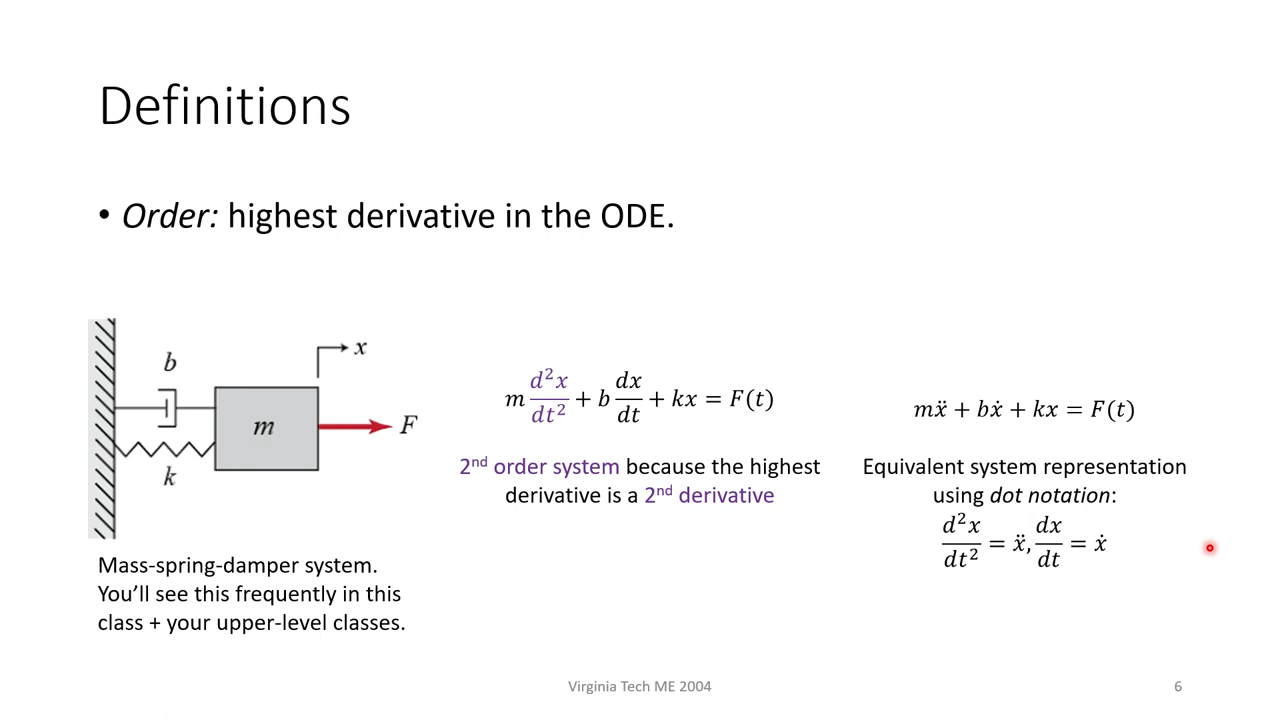 Definitions
• Order: highest derivative in the ODE.
b
x
m
F
k
m d²x/dt² + b dx/dt + kx = F(t)
mẍ + bẋ + kx = F(t)
2nd order system because the highest
derivative is a 2nd derivative
Equivalent system representation
using dot notation:
d²x/dt² = ẍ, dx/dt = ẋ
Mass-spring-damper system.
You’ll see this frequently in this
class + your upper-level classes.
Virginia Tech ME 2004
6